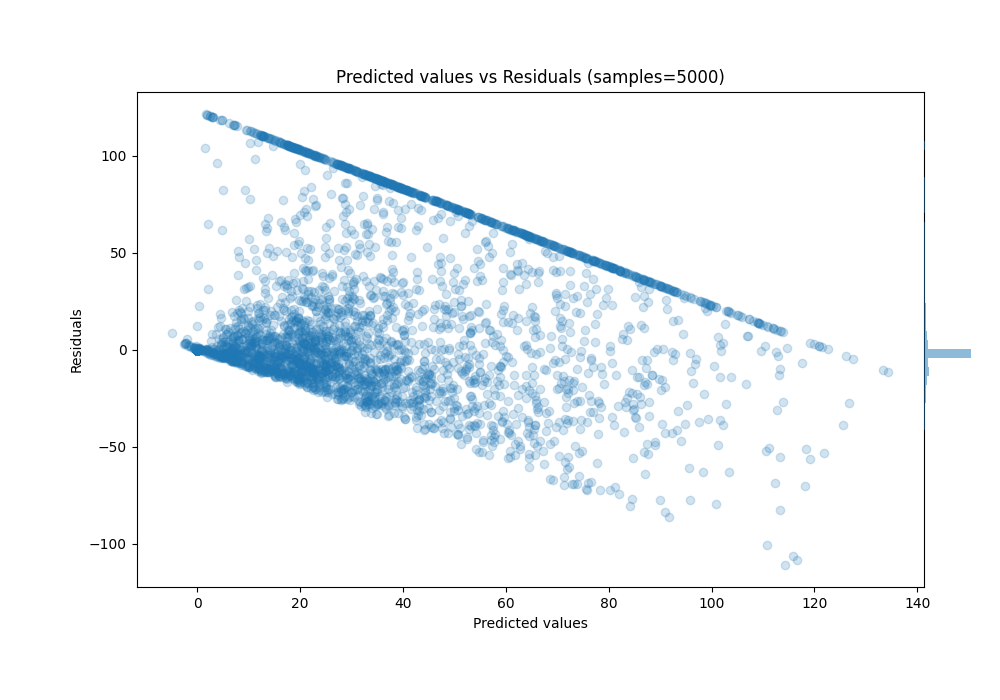 Predicted values vs Residuals (samples=5000)
100
50
0
−50
−100
Residuals
0 20 40 60 80 100 120 140
Predicted values